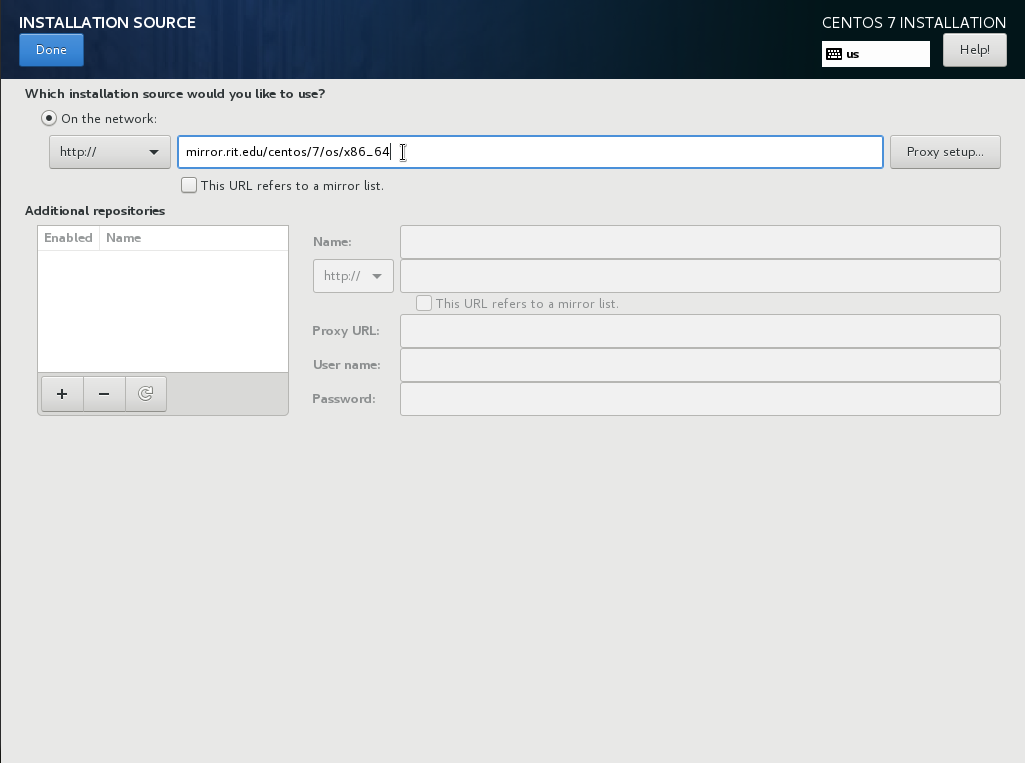 INSTALLATION SOURCE
CENTOS 7 INSTALLATION
Done
us
Help!
Which installation source would you like to use?
On the network:
http://
mirror.rit.edu/centos/7/os/x86_64
Proxy setup...
This URL refers to a mirror list.
Additional repositories
Enabled Name
Name:
http://
This URL refers to a mirror list.
Proxy URL:
User name:
Password:
+ −